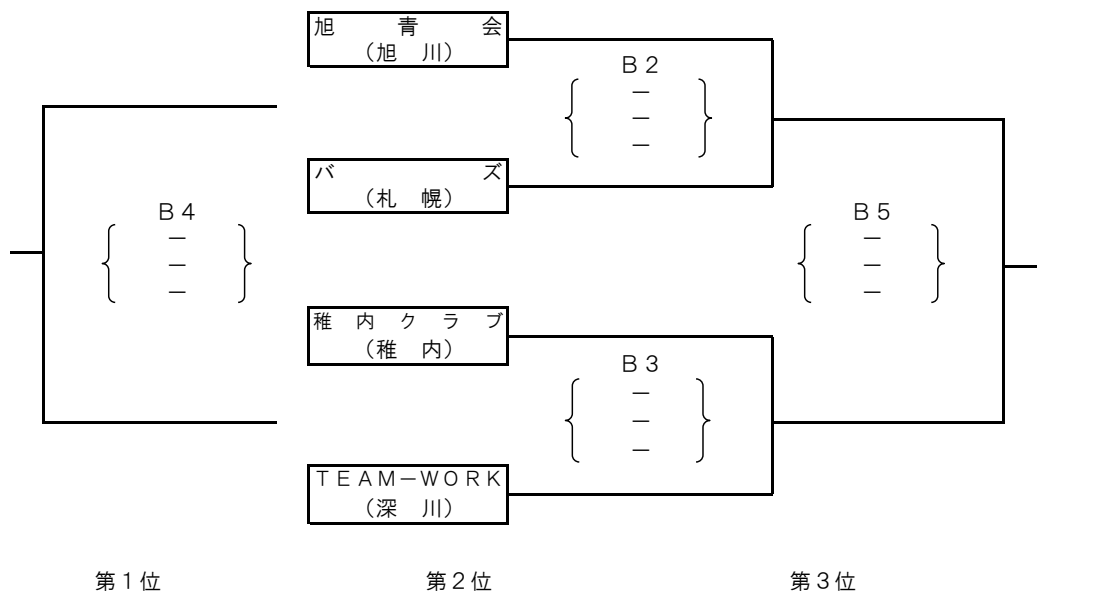 旭青会
（旭　川）
Ｂ２
－
－
－
バズ
（札　幌）
Ｂ４
－
－
－
Ｂ５
－
－
－
稚内クラブ
（稚　内）
Ｂ３
－
－
－
ＴＥＡＭ－ＷＯＲＫ
（深　川）
第１位　第２位　第３位